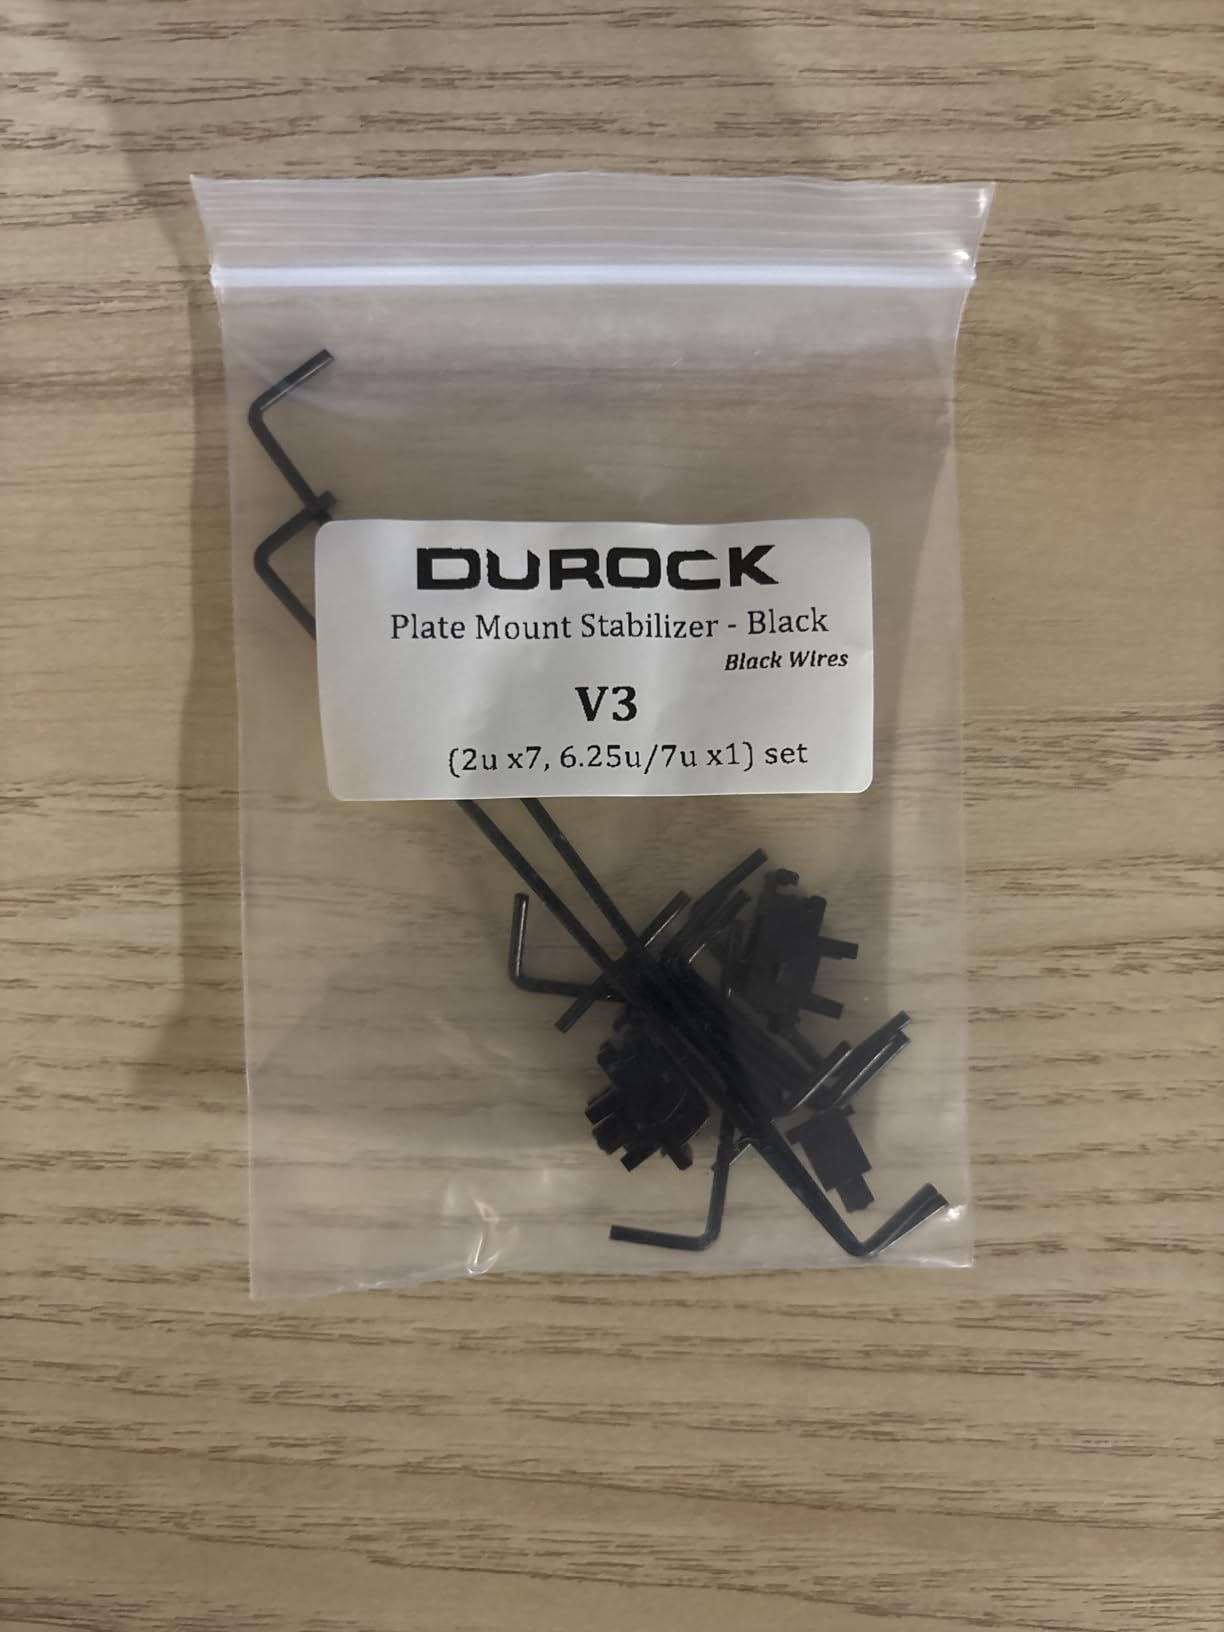 DUROCK
Plate Mount Stabilizer - Black
Black Wires
V3
(2u x7, 6.25u/7u x1) set